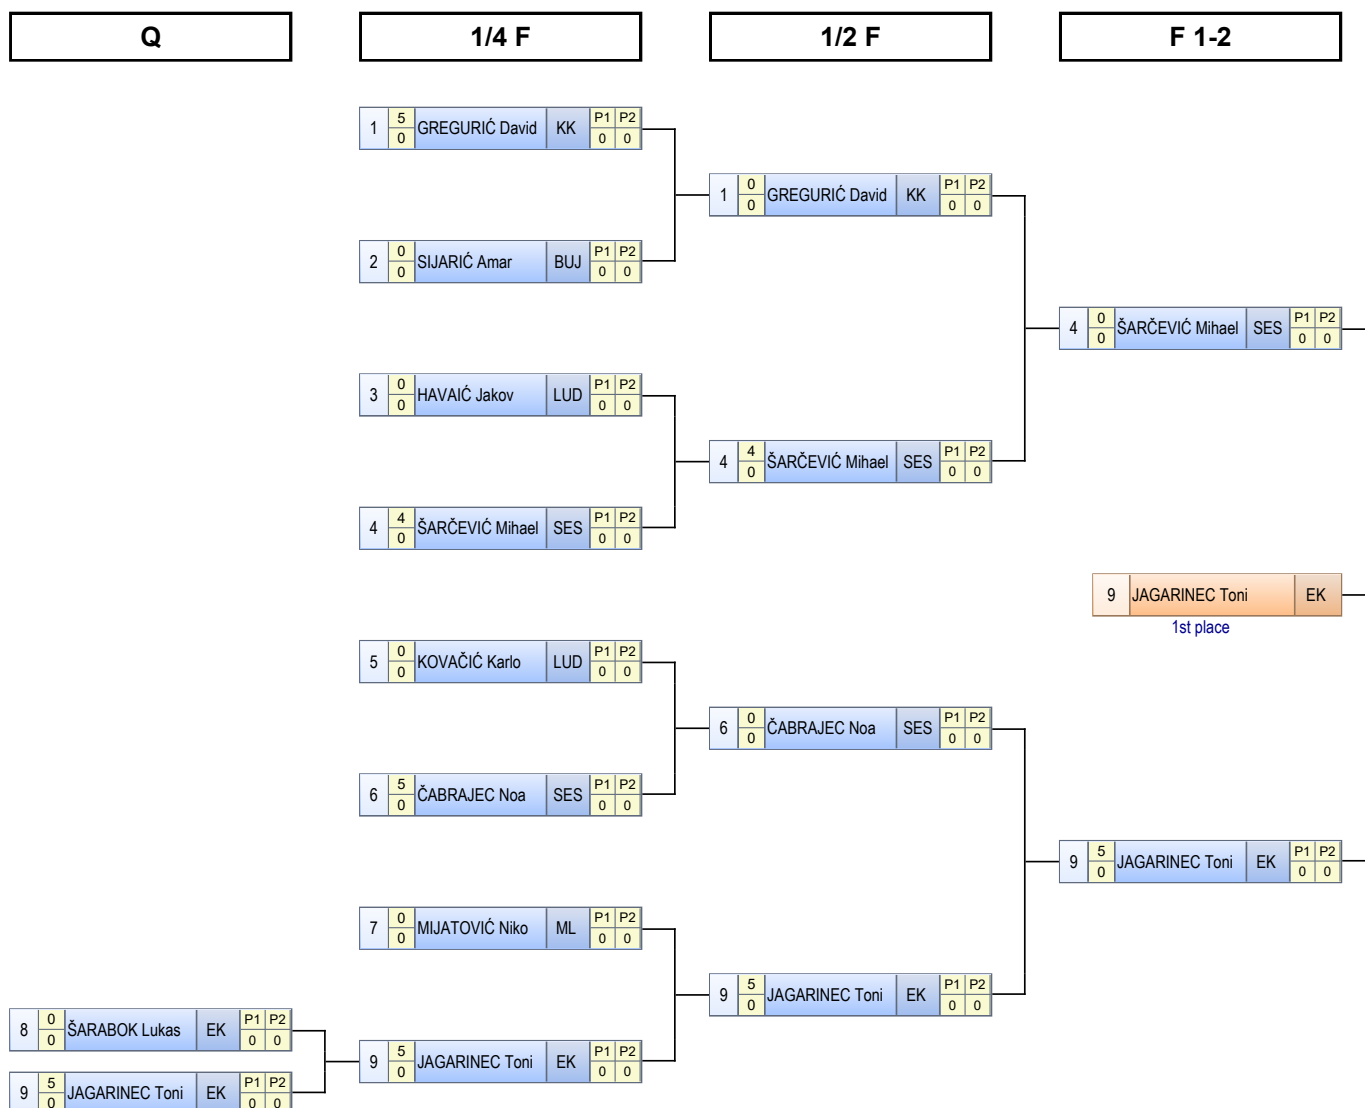 Q 1/4 F 1/2 F F 1-2
1 5 0 GREGURIĆ David KK P1 P2 0 0
1 0 0 GREGURIĆ David KK P1 P2 0 0
2 0 0 SIJARIĆ Amar BUJ P1 P2 0 0
4 0 0 ŠARČEVIĆ Mihael SES P1 P2 0 0
3 0 0 HAVAIĆ Jakov LUD P1 P2 0 0
4 4 0 ŠARČEVIĆ Mihael SES P1 P2 0 0
4 4 0 ŠARČEVIĆ Mihael SES P1 P2 0 0
9 JAGARINEC Toni EK
1st place
5 0 0 KOVAČIĆ Karlo LUD P1 P2 0 0
6 0 0 ČABRAJEC Noa SES P1 P2 0 0
6 5 0 ČABRAJEC Noa SES P1 P2 0 0
9 5 0 JAGARINEC Toni EK P1 P2 0 0
7 0 0 MIJATOVIĆ Niko ML P1 P2 0 0
9 5 0 JAGARINEC Toni EK P1 P2 0 0
8 0 0 ŠARABOK Lukas EK P1 P2 0 0
9 5 0 JAGARINEC Toni EK P1 P2 0 0
9 5 0 JAGARINEC Toni EK P1 P2 0 0